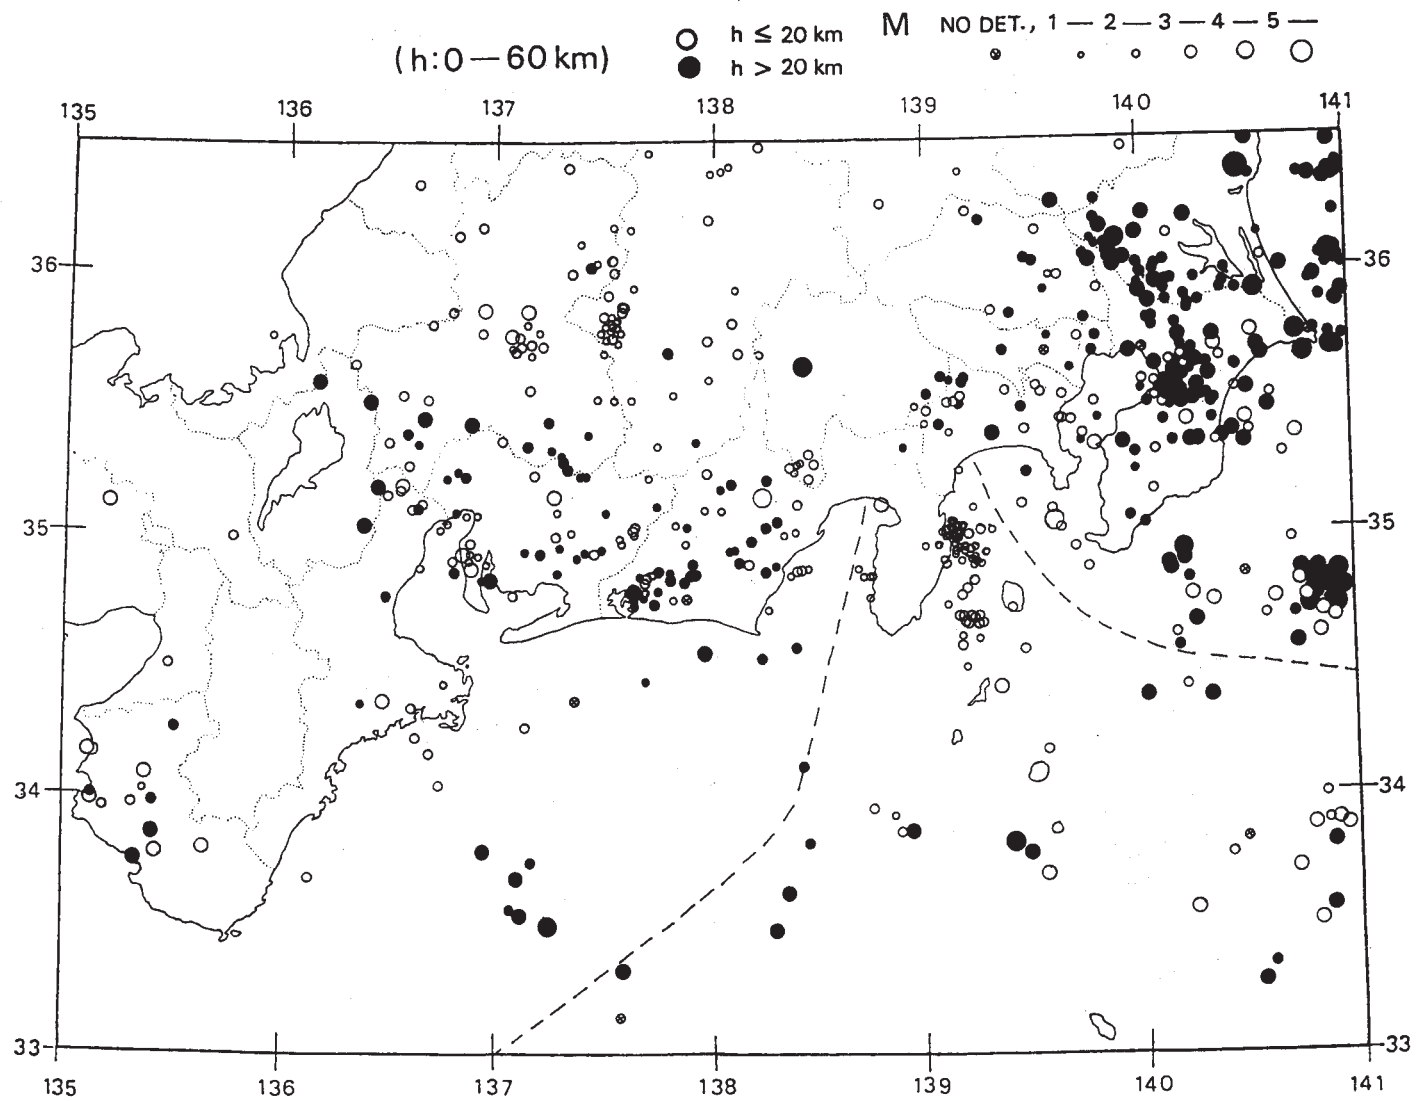 (h:0—60 km)
h ≤ 20 km
h > 20 km
M NO DET., 1 — 2 — 3 — 4 — 5 —
135 136 137 138 139 140 141
36 36
35 35
34 34
33 33
135 136 137 138 139 140 141